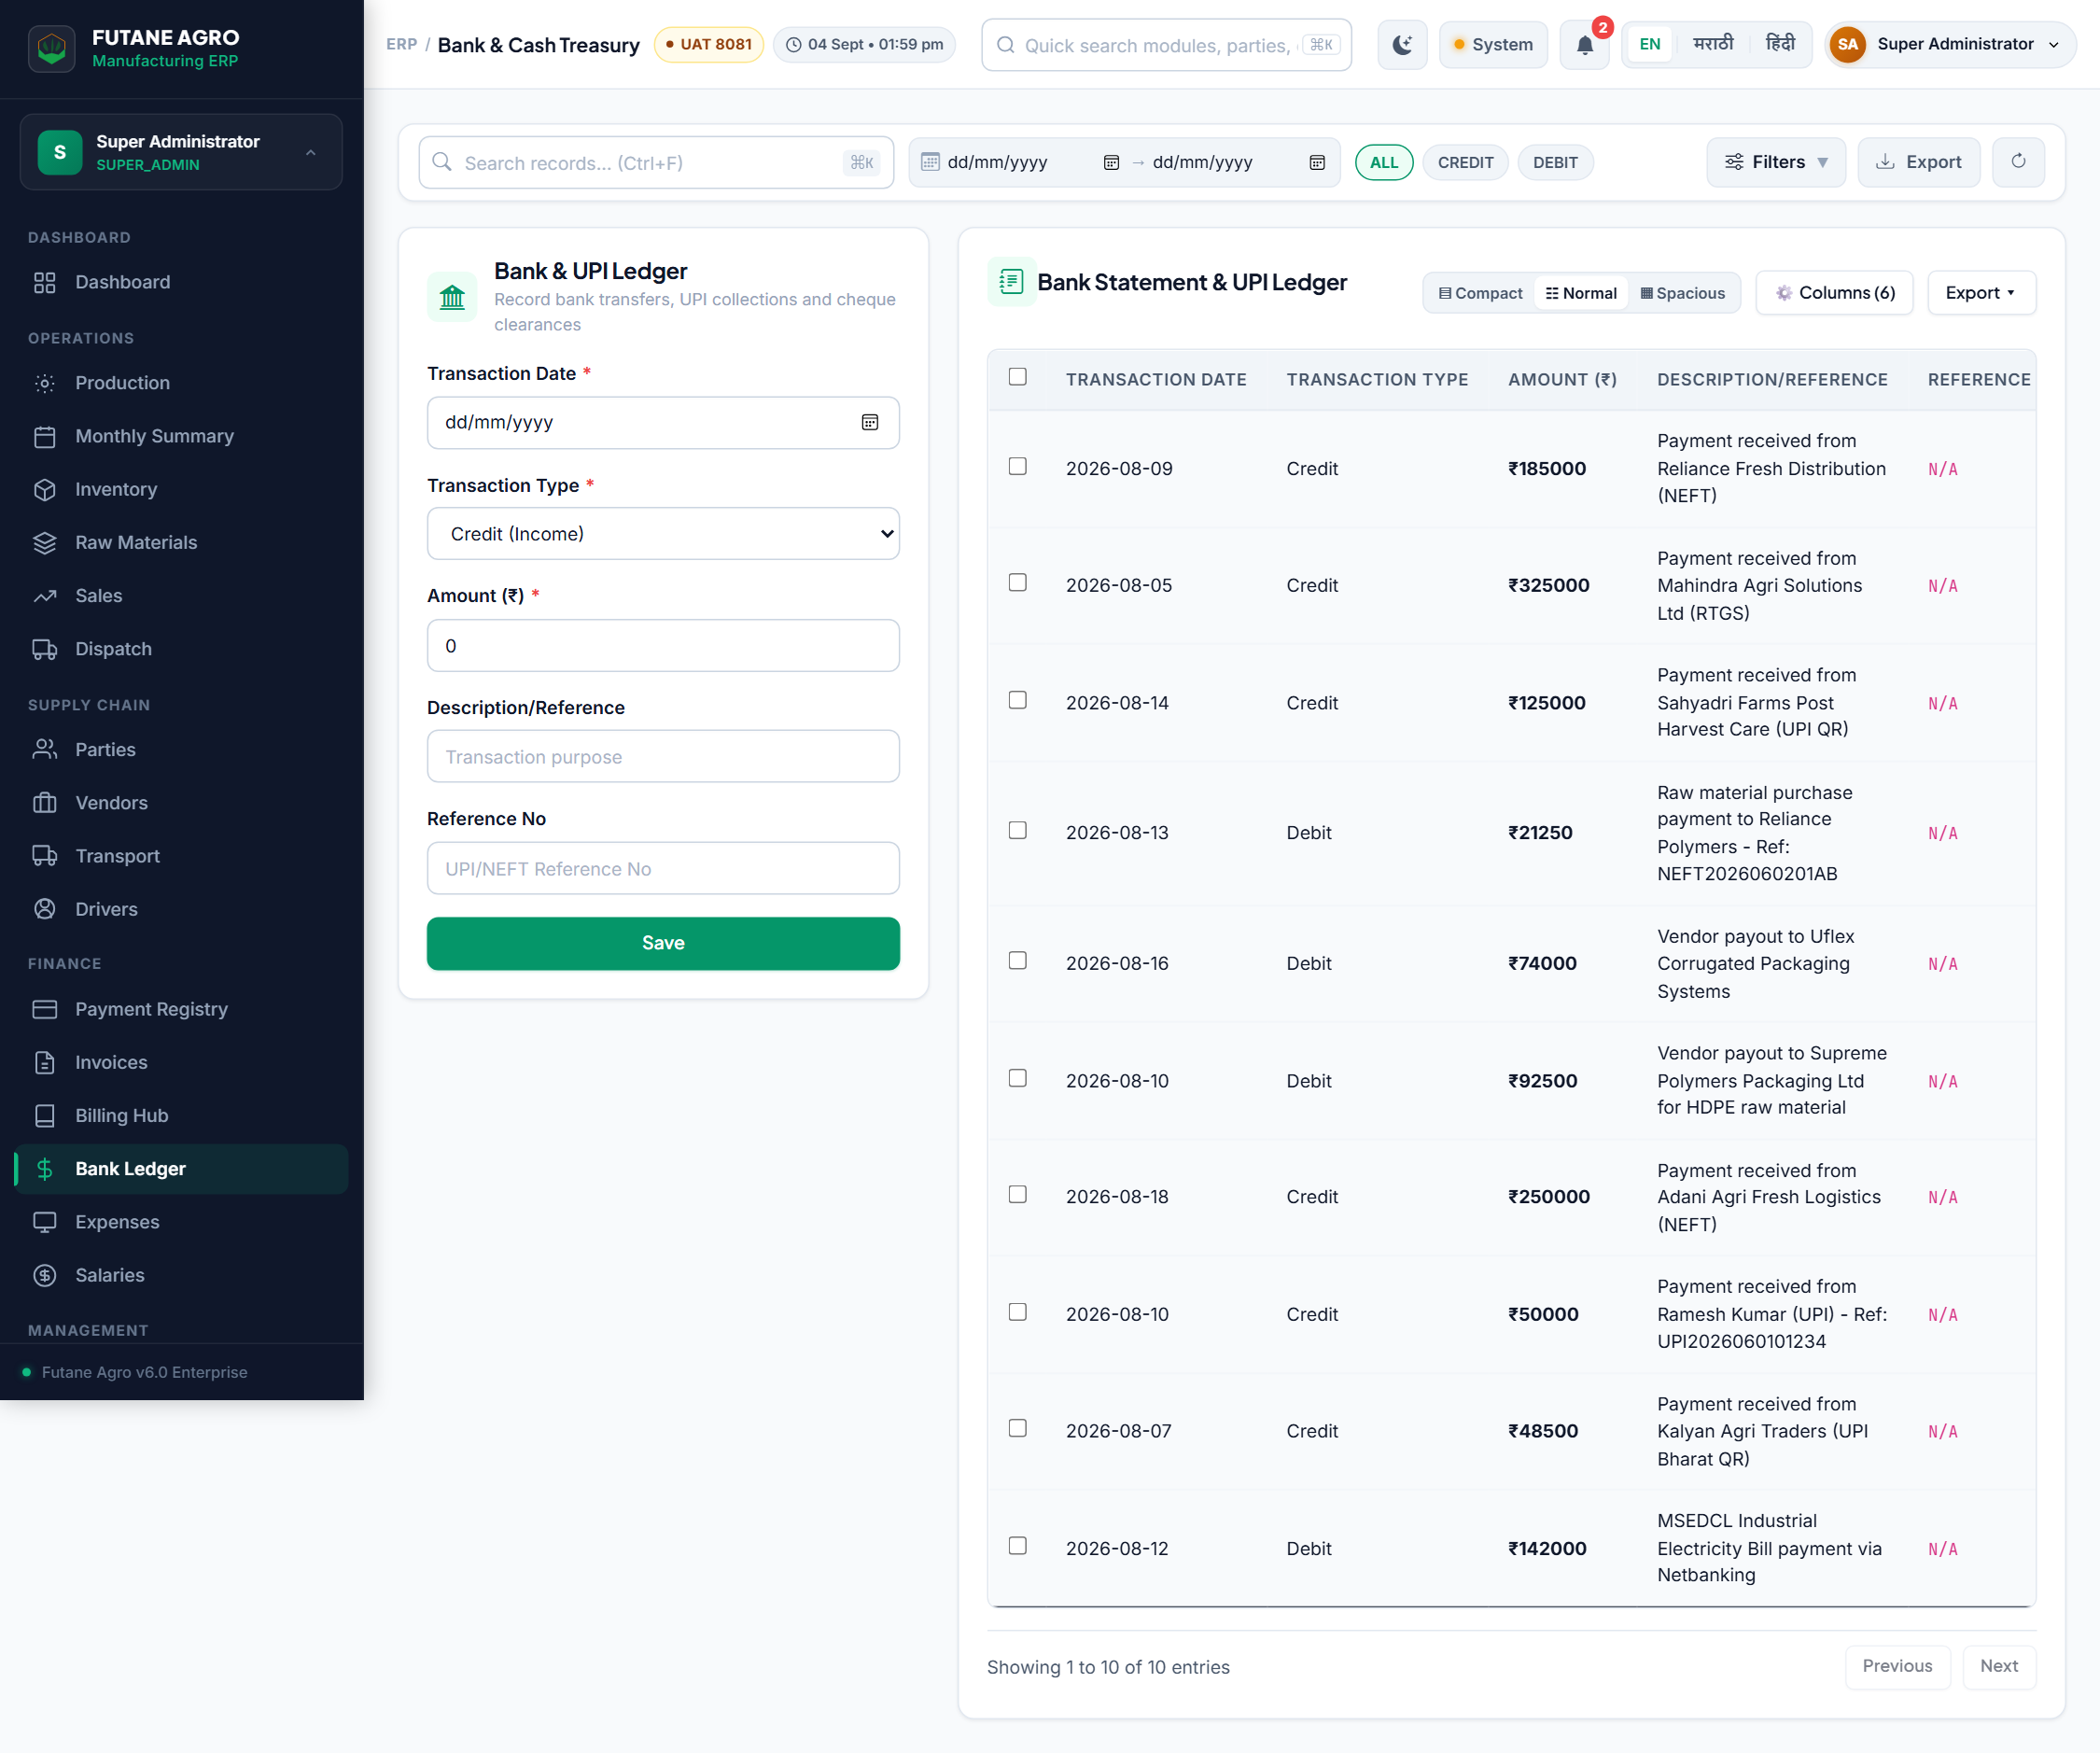 FUTANE AGRO
Manufacturing ERP
S
Super Administrator
SUPER_ADMIN
DASHBOARD
Dashboard
OPERATIONS
Production
Monthly Summary
Inventory
Raw Materials
Sales
Dispatch
SUPPLY CHAIN
Parties
Vendors
Transport
Drivers
FINANCE
Payment Registry
Invoices
Billing Hub
Bank Ledger
Expenses
Salaries
MANAGEMENT
Futane Agro v6.0 Enterprise
ERP / Bank & Cash Treasury
UAT 8081
04 Sept • 01:59 pm
Quick search modules, parties, ⌘K
System
2
EN मराठी हिंदी
SA Super Administrator
Search records... (Ctrl+F) ⌘K
dd/mm/yyyy → dd/mm/yyyy
ALL CREDIT DEBIT
Filters ▼
Export
Bank & UPI Ledger
Record bank transfers, UPI collections and cheque
clearances
Transaction Date *
dd/mm/yyyy
Transaction Type *
Credit (Income)
Amount (₹) *
0
Description/Reference
Transaction purpose
Reference No
UPI/NEFT Reference No
Save
Bank Statement & UPI Ledger
Compact Normal Spacious
Columns (6)
Export ▾
TRANSACTION DATE TRANSACTION TYPE AMOUNT (₹) DESCRIPTION/REFERENCE REFERENCE
2026-08-09 Credit ₹185000 Payment received from
Reliance Fresh Distribution
(NEFT) N/A
2026-08-05 Credit ₹325000 Payment received from
Mahindra Agri Solutions
Ltd (RTGS) N/A
2026-08-14 Credit ₹125000 Payment received from
Sahyadri Farms Post
Harvest Care (UPI QR) N/A
2026-08-13 Debit ₹21250 Raw material purchase
payment to Reliance
Polymers - Ref:
NEFT2026060201AB N/A
2026-08-16 Debit ₹74000 Vendor payout to Uflex
Corrugated Packaging
Systems N/A
2026-08-10 Debit ₹92500 Vendor payout to Supreme
Polymers Packaging Ltd
for HDPE raw material N/A
2026-08-18 Credit ₹250000 Payment received from
Adani Agri Fresh Logistics
(NEFT) N/A
2026-08-10 Credit ₹50000 Payment received from
Ramesh Kumar (UPI) - Ref:
UPI2026060101234 N/A
2026-08-07 Credit ₹48500 Payment received from
Kalyan Agri Traders (UPI
Bharat QR) N/A
2026-08-12 Debit ₹142000 MSEDCL Industrial
Electricity Bill payment via
Netbanking N/A
Showing 1 to 10 of 10 entries
Previous Next